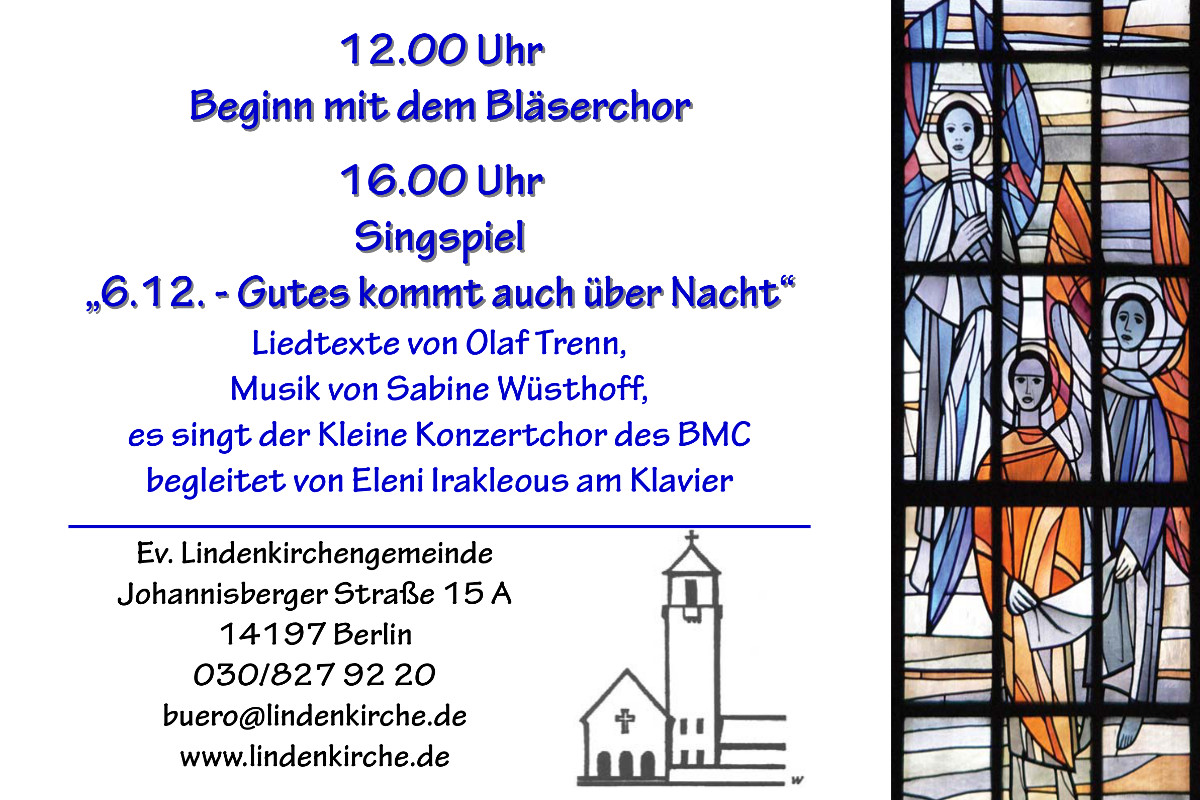 12.00 Uhr
Beginn mit dem Bläserchor
16.00 Uhr
Singspiel
„6.12. - Gutes kommt auch über Nacht“
Liedtexte von Olaf Trenn,
Musik von Sabine Wüsthoff,
es singt der Kleine Konzertchor des BMC
begleitet von Eleni Irakleous am Klavier
Ev. Lindenkirchengemeinde
Johannisberger Straße 15 A
14197 Berlin
030/827 92 20
buero@lindenkirche.de
www.lindenkirche.de
w